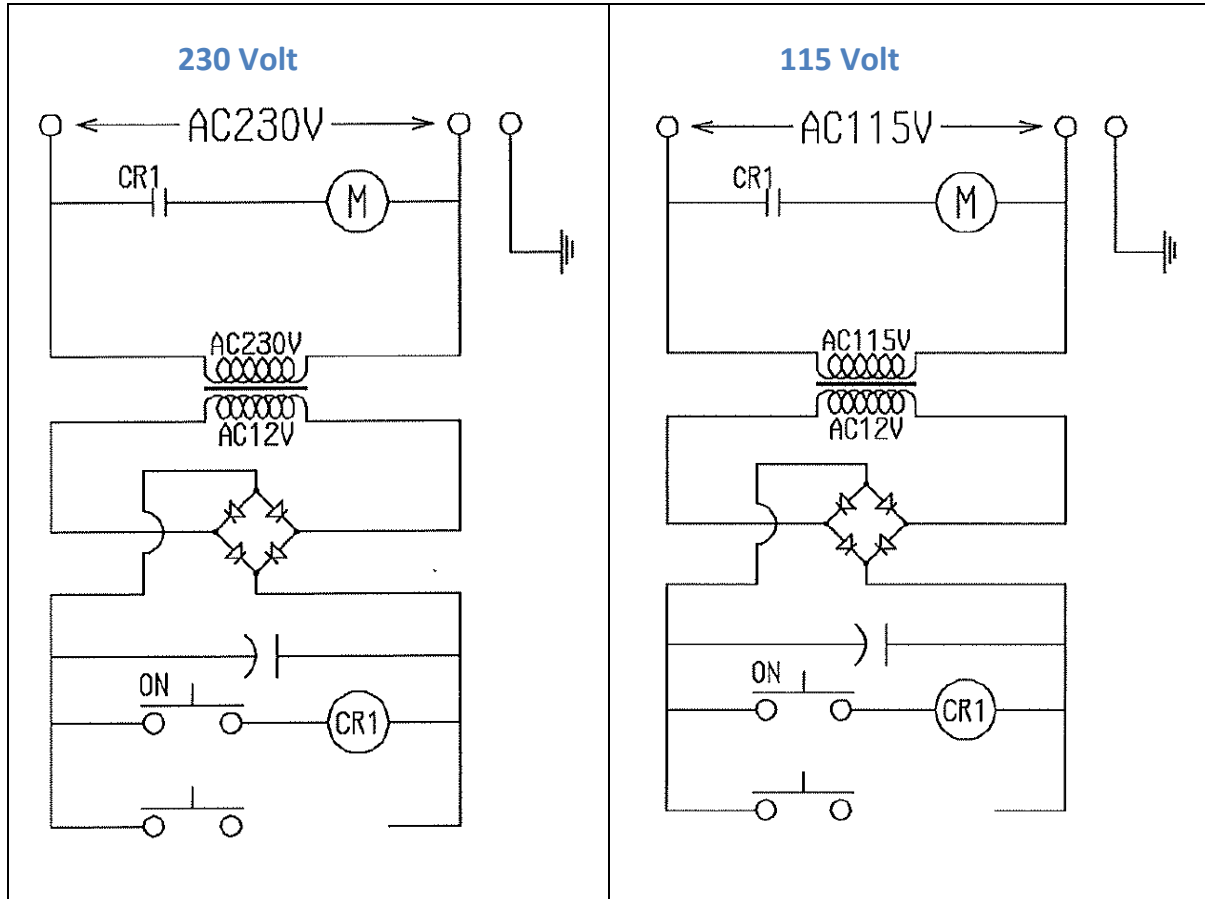 230 Volt
AC230V
CR1
M
AC230V
AC12V
ON
CR1
115 Volt
AC115V
CR1
M
AC115V
AC12V
ON
CR1